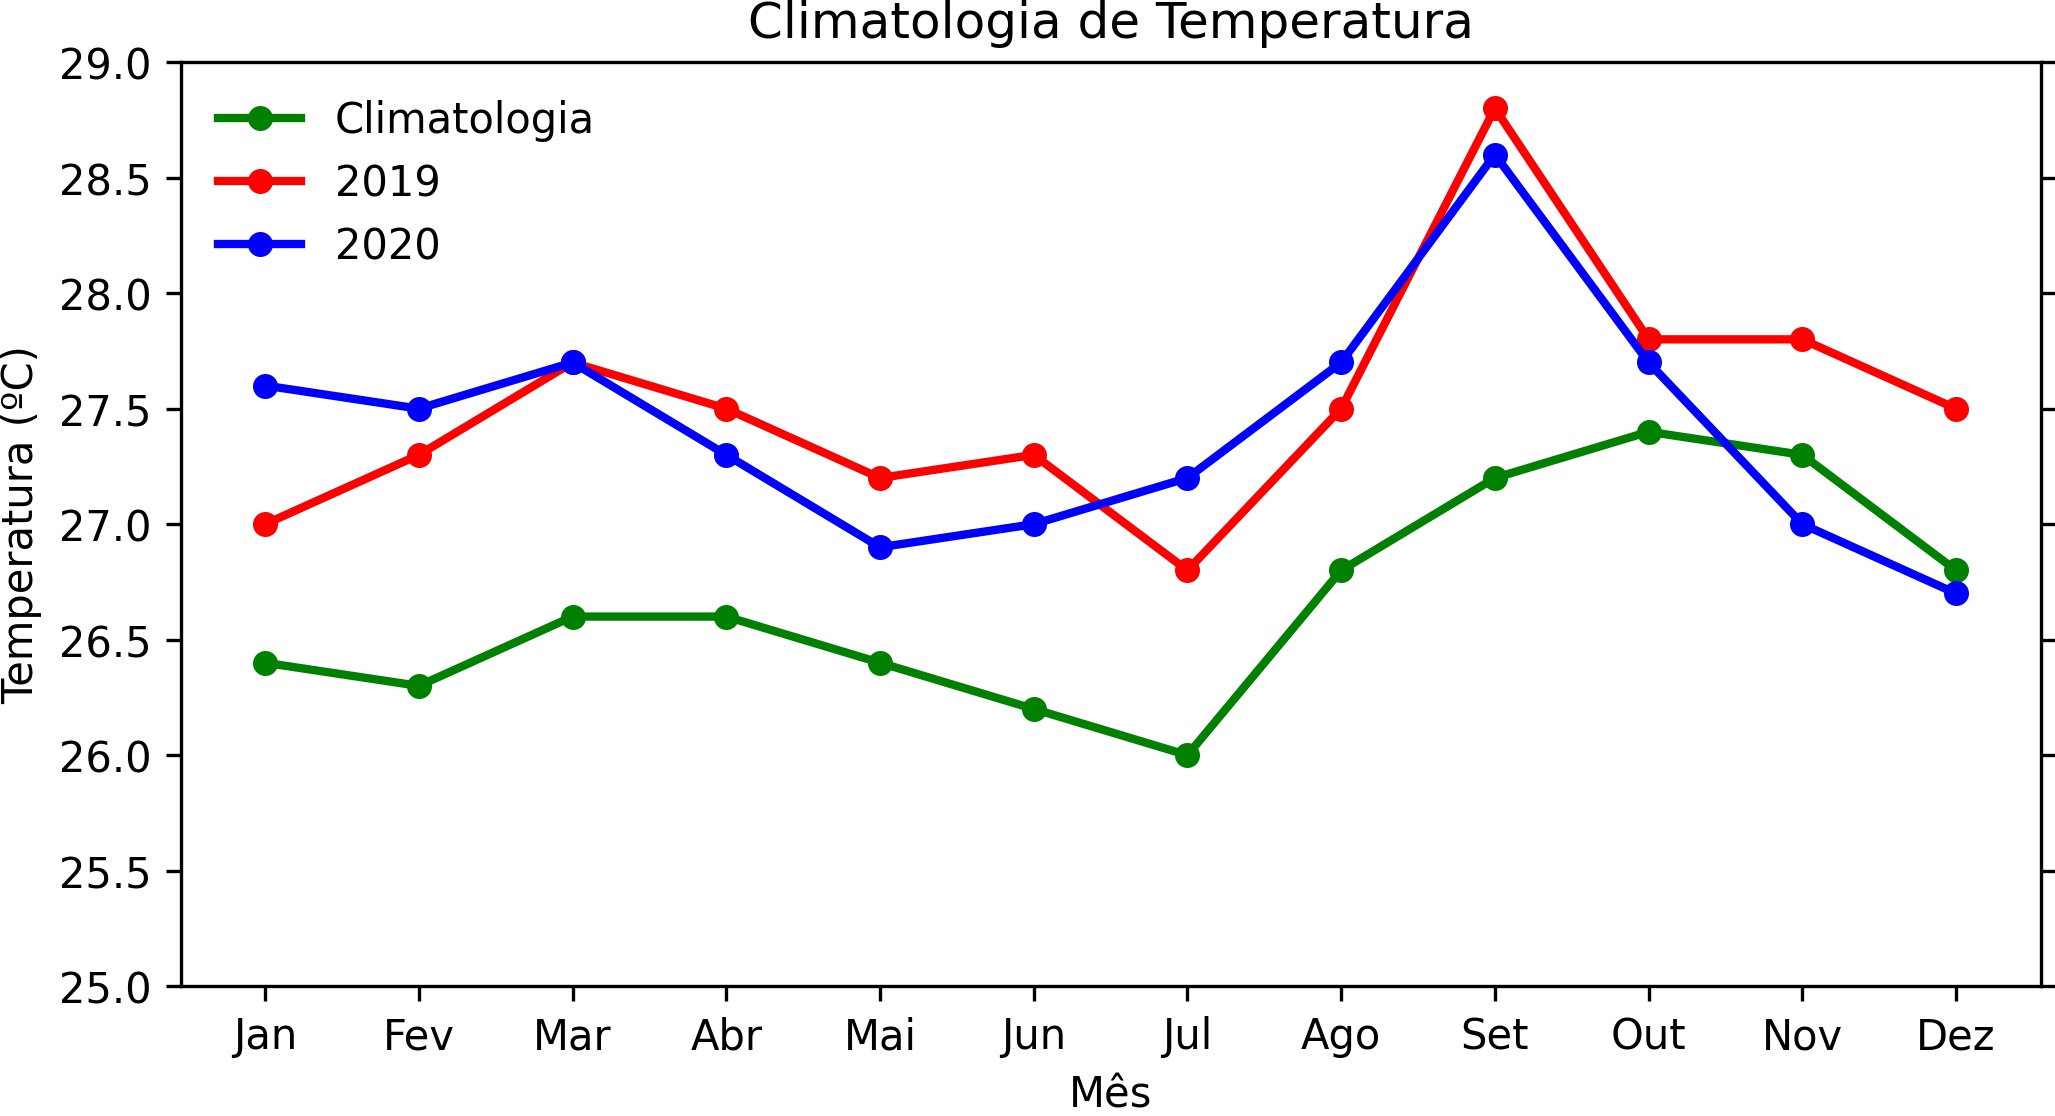 Climatologia de Temperatura
29.0
28.5
28.0
27.5
27.0
26.5
26.0
25.5
25.0
Temperatura (ºC)
Climatologia
2019
2020
Jan Fev Mar Abr Mai Jun Jul Ago Set Out Nov Dez
Mês